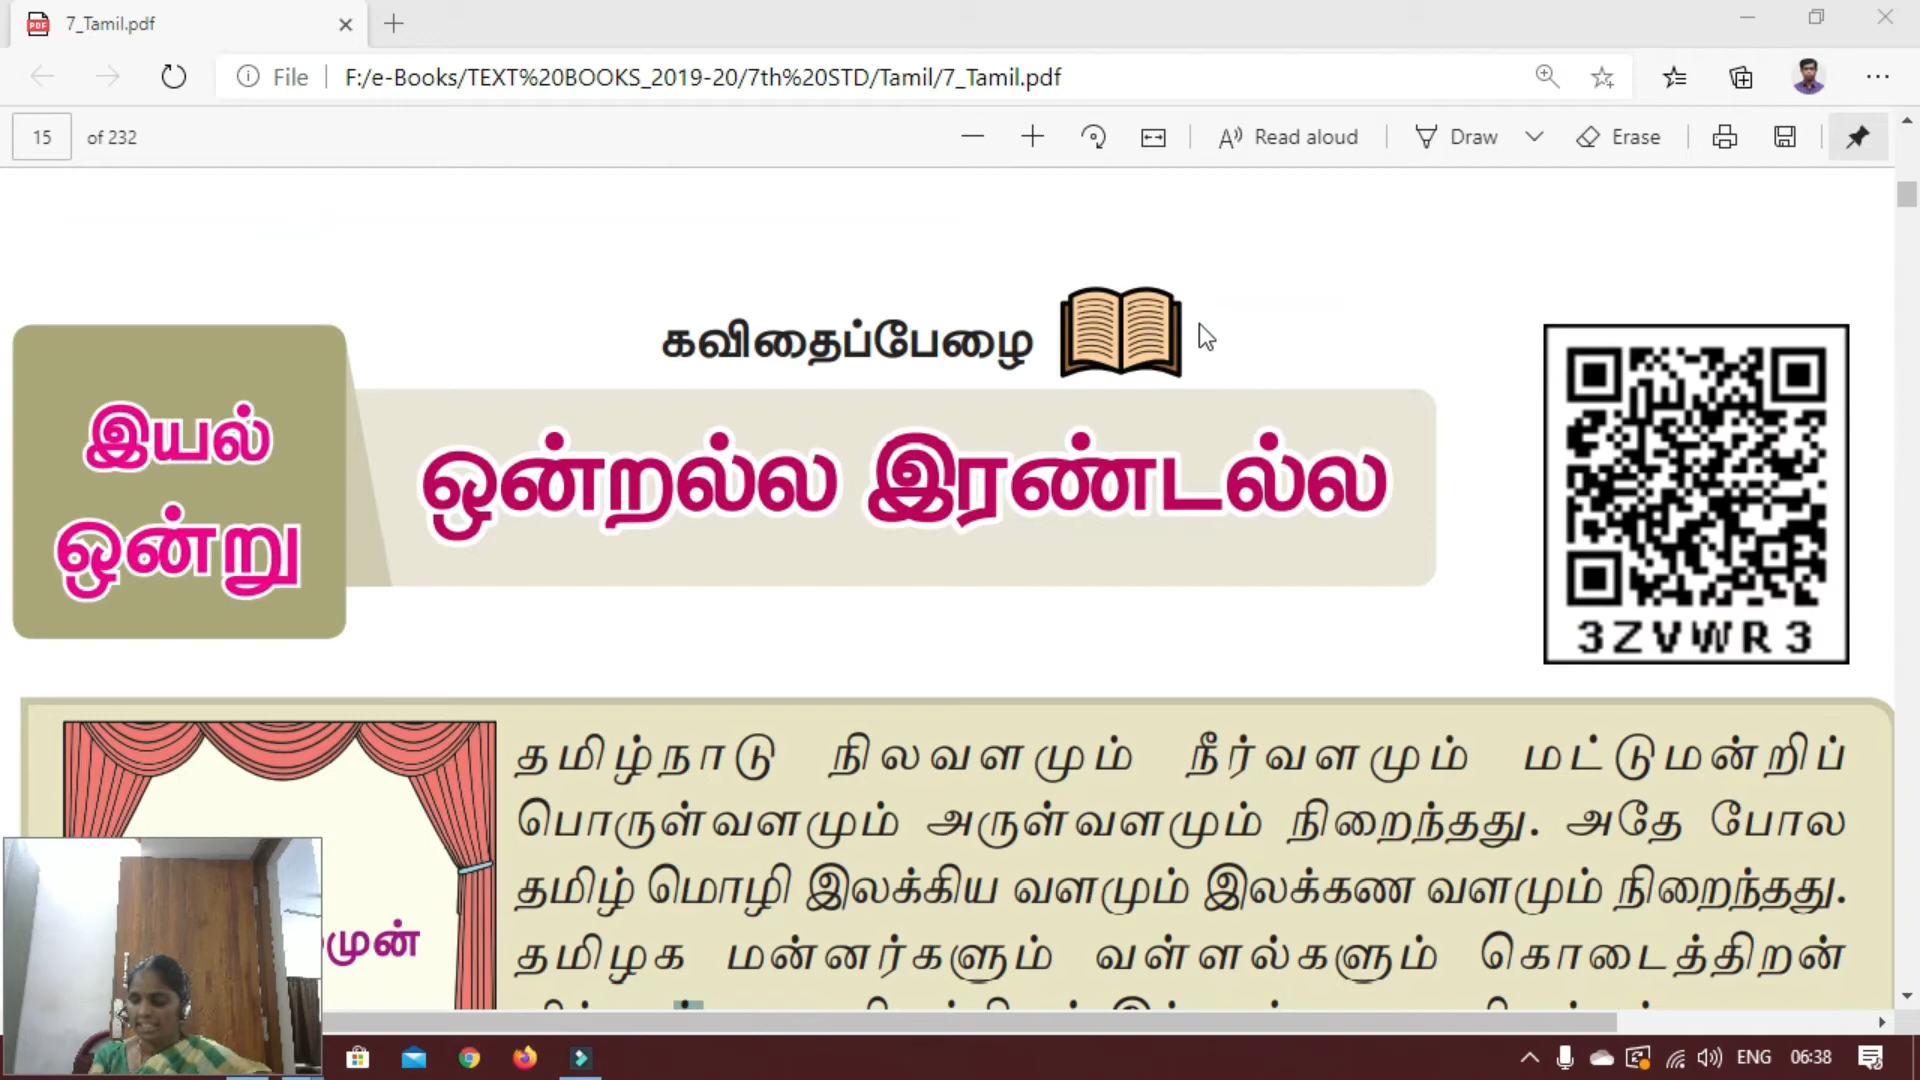 7_Tamil.pdf
File
F:/e-Books/TEXT%20BOOKS_2019-20/7th%20STD/Tamil/7_Tamil.pdf
15 of 232
Read aloud
Draw
Erase
கவிதைப்பேழை
இயல்
ஒன்று
ஒன்றல்ல இரண்டல்ல
3ZVWR3
தமிழ்நாடு நிலவளமும் நீர்வளமும் மட்டுமன்றிப்
பொருள்வளமும் அருள்வளமும் நிறைந்தது. அதே போல
தமிழ் மொழி இலக்கிய வளமும் இலக்கண வளமும் நிறைந்தது.
தமிழக மன்னர்களும் வள்ளல்களும் கொடைத்திறன்
முன்
ENG
06:38